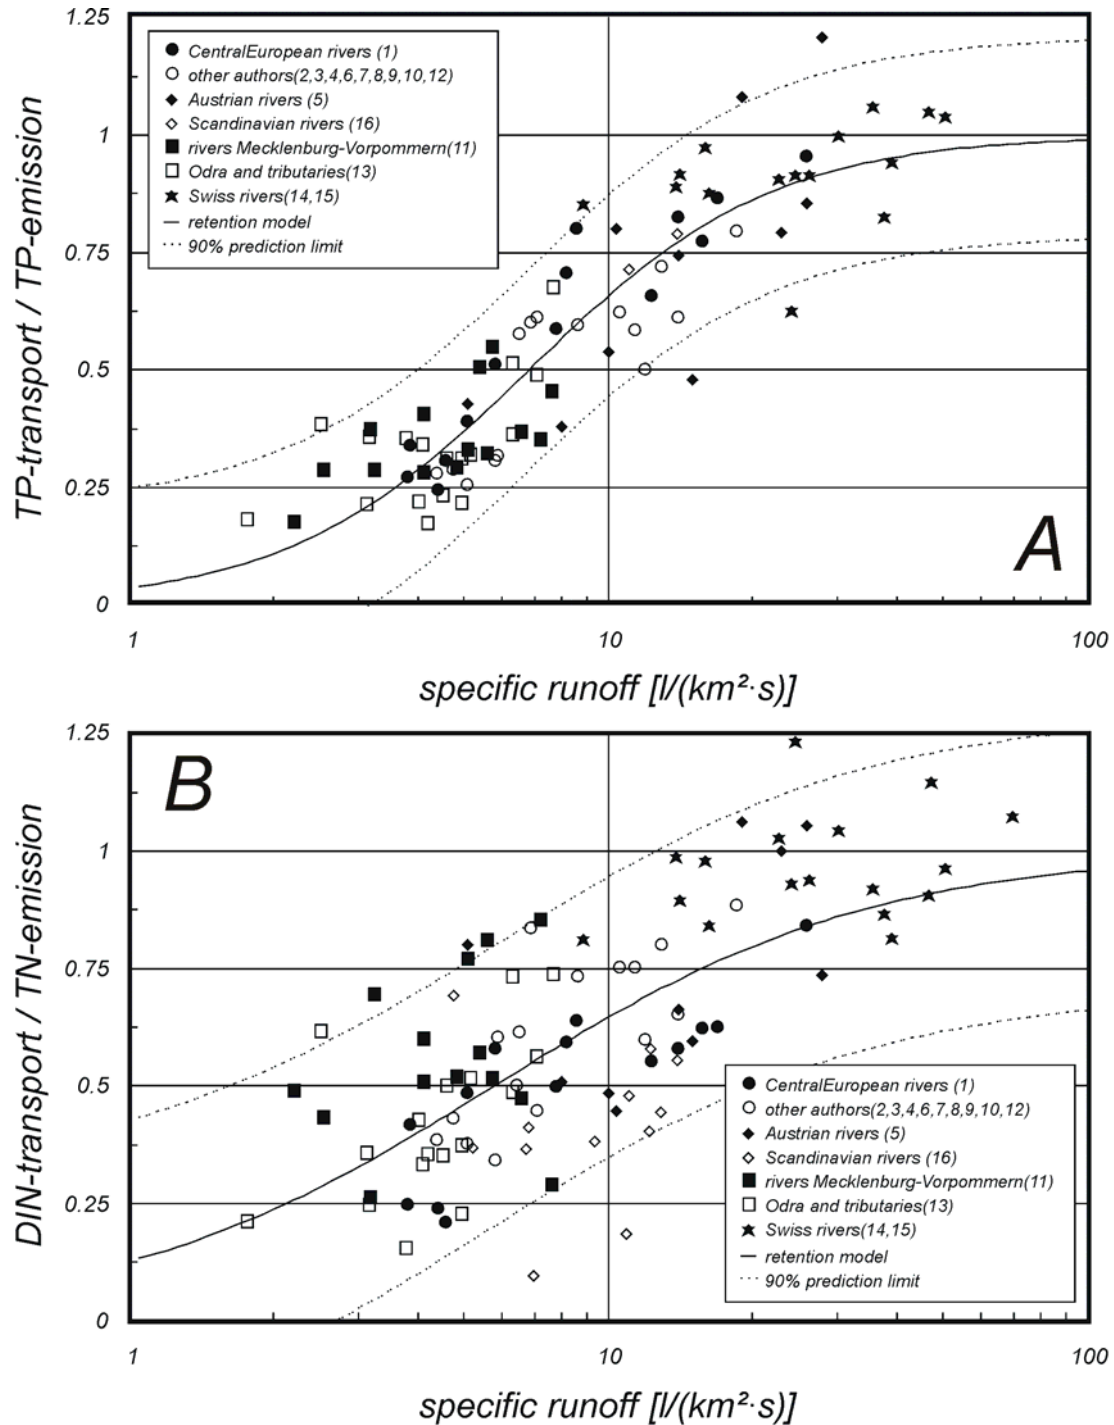 1.25
1
0.75
0.5
0.25
0
TP-transport / TP-emission
CentralEuropean rivers (1)
other authors(2,3,4,6,7,8,9,10,12)
Austrian rivers (5)
Scandinavian rivers (16)
rivers Mecklenburg-Vorpommern(11)
Odra and tributaries(13)
Swiss rivers(14,15)
retention model
90% prediction limit
A
1 10 100
specific runoff [l/(km²·s)]
1.25
1
0.75
0.5
0.25
0
DIN-transport / TN-emission
B
CentralEuropean rivers (1)
other authors(2,3,4,6,7,8,9,10,12)
Austrian rivers (5)
Scandinavian rivers (16)
rivers Mecklenburg-Vorpommern(11)
Odra and tributaries(13)
Swiss rivers(14,15)
retention model
90% prediction limit
1 10 100
specific runoff [l/(km²·s)]